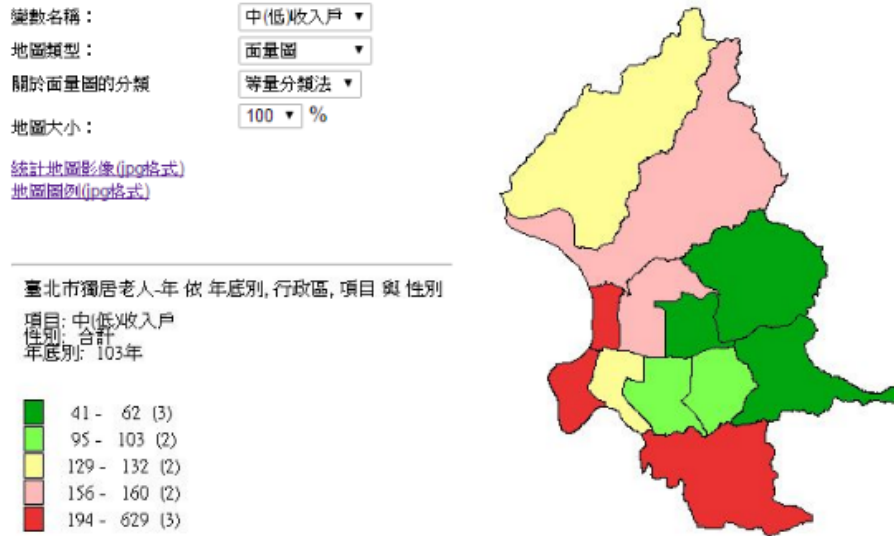 變數名稱： 中(低)收入戶 ▼
地圖類型： 面量圖 ▼
關於面量圖的分類 等量分類法 ▼
地圖大小： 100 ▼ %
統計地圖影像(jpg格式)
地圖圖例(jpg格式)
臺北市獨居老人-年 依 年底別, 行政區, 項目 與 性別
項目: 中(低)收入戶
性別: 合計
年底別: 103年
41 - 62 (3)
95 - 103 (2)
129 - 132 (2)
156 - 160 (2)
194 - 629 (3)